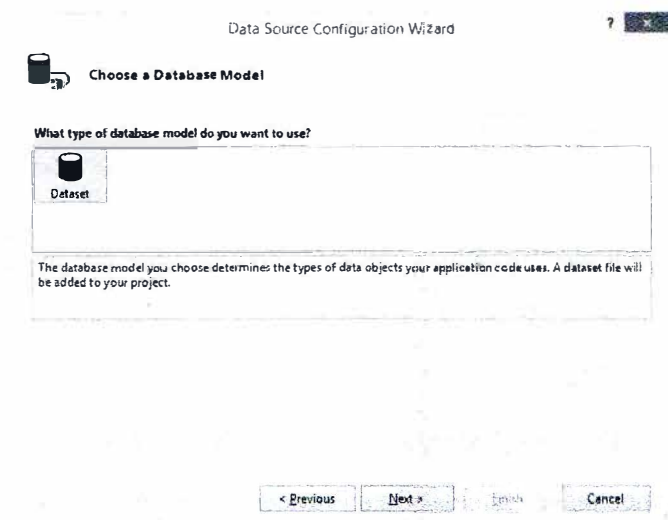 Data Source Configuration Wizard
?
Choose a Database Model
What type of database model do you want to use?
Dataset
The database model you choose determines the types of data objects your application code uses. A dataset file will
be added to your project.
< Previous
Next >
Finish
Cancel